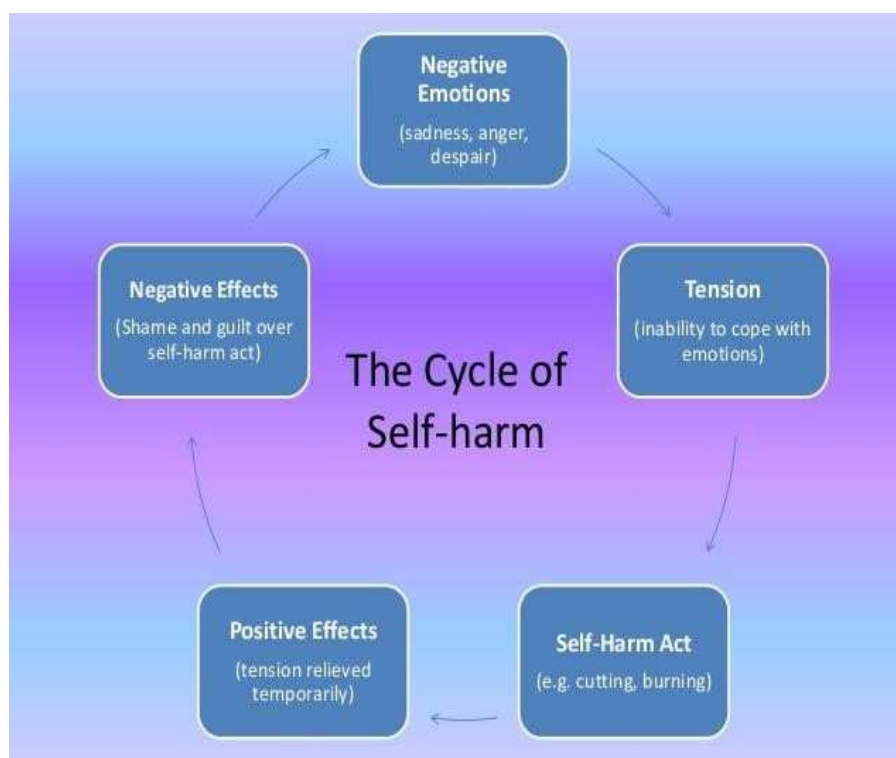 Negative
Emotions
(sadness, anger,
despair)
Tension
(inability to cope with
emotions)
Self-Harm Act
(e.g. cutting, burning)
Positive Effects
(tension relieved
temporarily)
Negative Effects
(Shame and guilt over
self-harm act)
The Cycle of
Self-harm